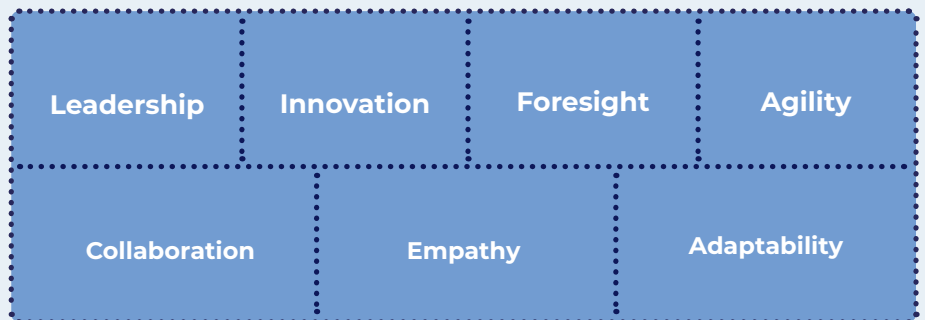 Leadership
Innovation
Foresight
Agility
Collaboration
Empathy
Adaptability